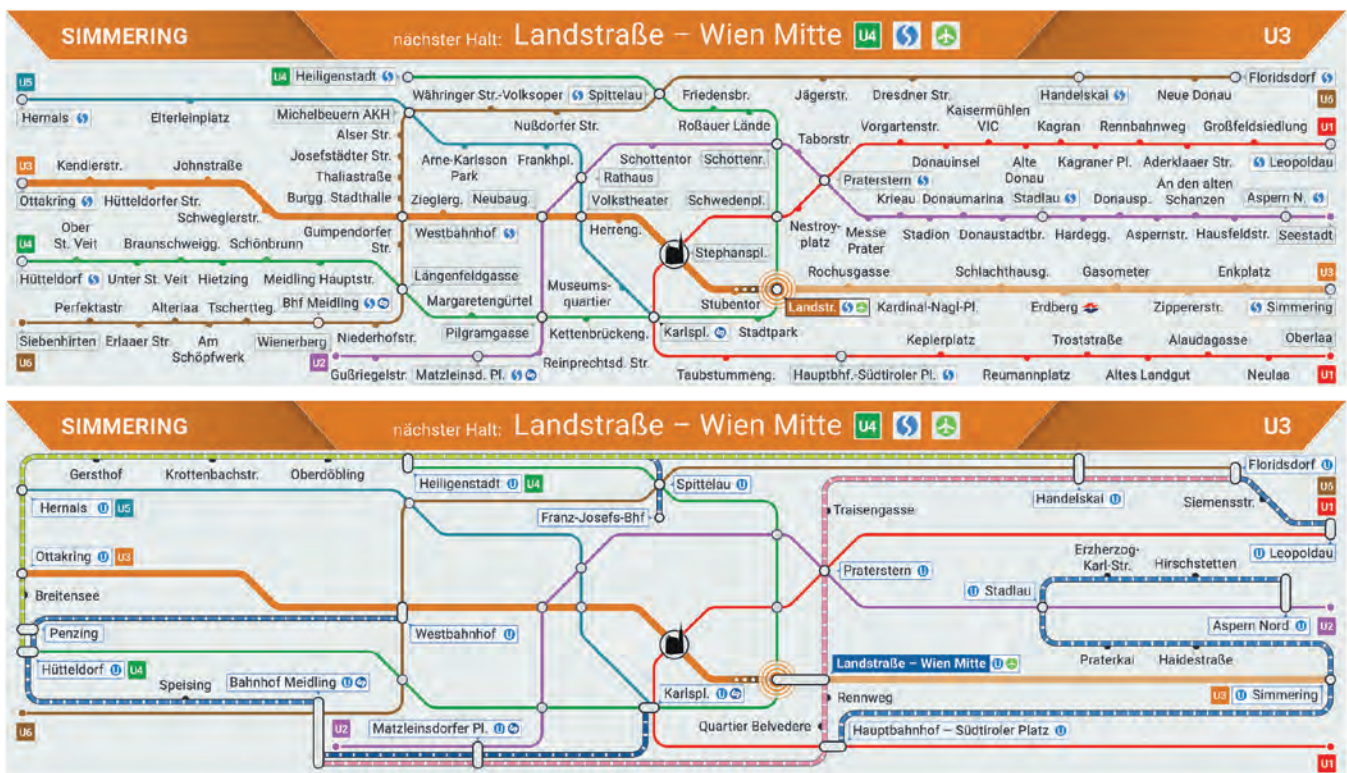 SIMMERING
nächster Halt: Landstraße – Wien Mitte U4
U3
U5
U4 Heiligenstadt
Floridsdorf
Währinger Str.-Volksoper
Spittelau
Friedensbr.
Jägerstr.
Dresdner Str.
Handelskai
Neue Donau
U6
Hernals
Elterleinplatz
Michelbeuern AKH
Nußdorfer Str.
Roßauer Lände
Taborstr.
Vorgartenstr.
Kaisermühlen
VIC
Kagran
Rennbahnweg
Großfeldsiedlung
U1
Alser Str.
U3
Kendlerstr.
Johnstraße
Josefstädter Str.
Arne-Karlsson
Park
Frankhpl.
Schottentor
Schottenr.
Donauinsel
Alte
Donau
Kagraner Pl.
Aderklaaer Str.
Leopoldau
Thaliastraße
Rathaus
Praterstern
Ottakring
Hütteldorfer Str.
Burgg. Stadthalle
Zieglerg.
Neubaug.
Volkstheater
Schwedenpl.
Krieau
Donaumarina
Stadlau
Donausp.
An den alten
Schanzen
Aspern N.
Schweglerstr.
Gumpendorfer
Str.
Westbahnhof
Herreng.
Nestroy-
platz
Messe
Prater
Stadion
Donaustadtbr.
Hardegg.
Aspernstr.
Hausfeldstr.
Seestadt
U4
Ober
St. Veit
Braunschweigg.
Schönbrunn
Stephanspl.
Hütteldorf
Unter St. Veit
Hietzing
Meidling Hauptstr.
Längenfeldgasse
Museums-
quartier
Rochusgasse
Schlachthausg.
Gasometer
Enkplatz
U3
Perfektastr
Alterlaa
Tschertteg.
Bhf Meidling
Margaretengürtel
Stubentor
Landstr.
Kardinal-Nagl-Pl.
Erdberg
Zippererstr.
Simmering
Siebenhirten
Erlaaer Str.
Am
Schöpfwerk
Wienerberg
Niederhofstr.
Pilgramgasse
Kettenbrückeng.
Karlspl.
Stadtpark
Keplerplatz
Troststraße
Alaudagasse
Oberlaa
U6
U2
Gußriegelstr.
Matzleinsd. Pl.
Reinprechtsd. Str.
Taubstummeng.
Hauptbhf.-Südtiroler Pl.
Reumannplatz
Altes Landgut
Neulaa
U1
SIMMERING
nächster Halt: Landstraße – Wien Mitte U4
U3
Gersthof
Krottenbachstr.
Oberdöbling
Heiligenstadt U U4
Spittelau U
Handelskai U
Floridsdorf U
U6
U1
Siemensstr.
Hernals U U5
Franz-Josefs-Bhf
Traisengasse
Ottakring U U3
Praterstern U
Erzherzog-
Karl-Str.
Hirschstetten
U Leopoldau
Breitensee
U Stadlau
Penzing
Westbahnhof U
Aspern Nord U
U2
Hütteldorf U U4
Speising
Bahnhof Meidling U
Karlspl. U
Landstraße – Wien Mitte U
Praterkai
Haidestraße
Rennweg
U3 U Simmering
U6
U2
Matzleinsdorfer Pl. U
Quartier Belvedere
Hauptbahnhof – Südtiroler Platz U
U1